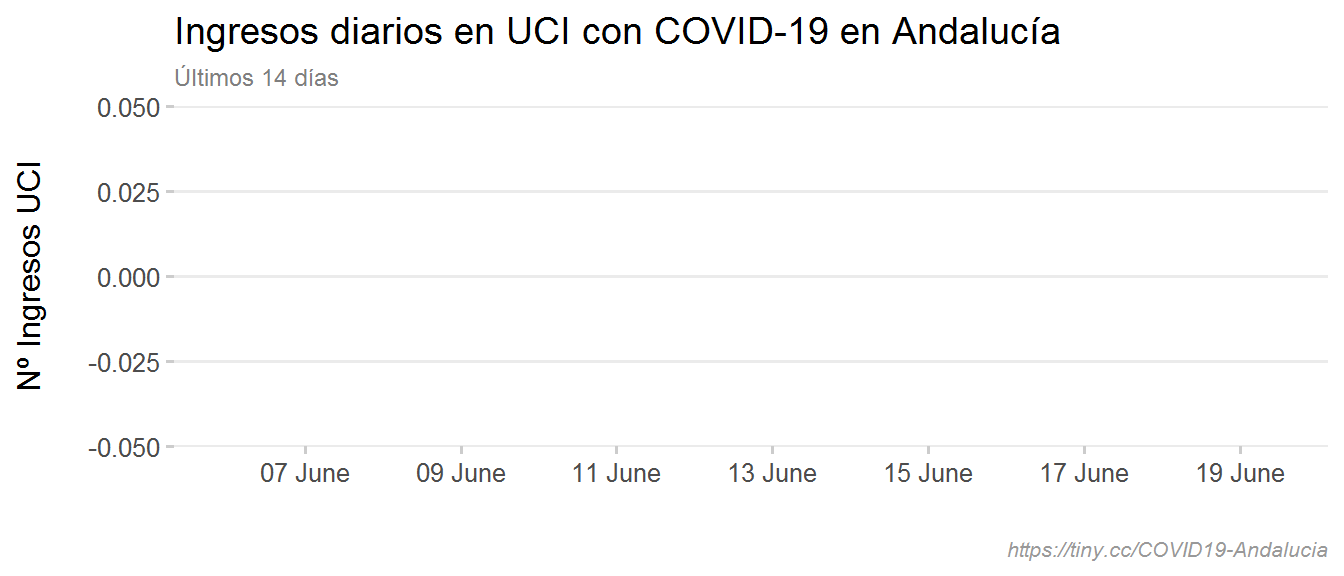 Ingresos diarios en UCI con COVID-19 en Andalucía
Últimos 14 días
Nº Ingresos UCI
0.050
0.025
0.000
-0.025
-0.050
07 June
09 June
11 June
13 June
15 June
17 June
19 June
https://tiny.cc/COVID19-Andalucia